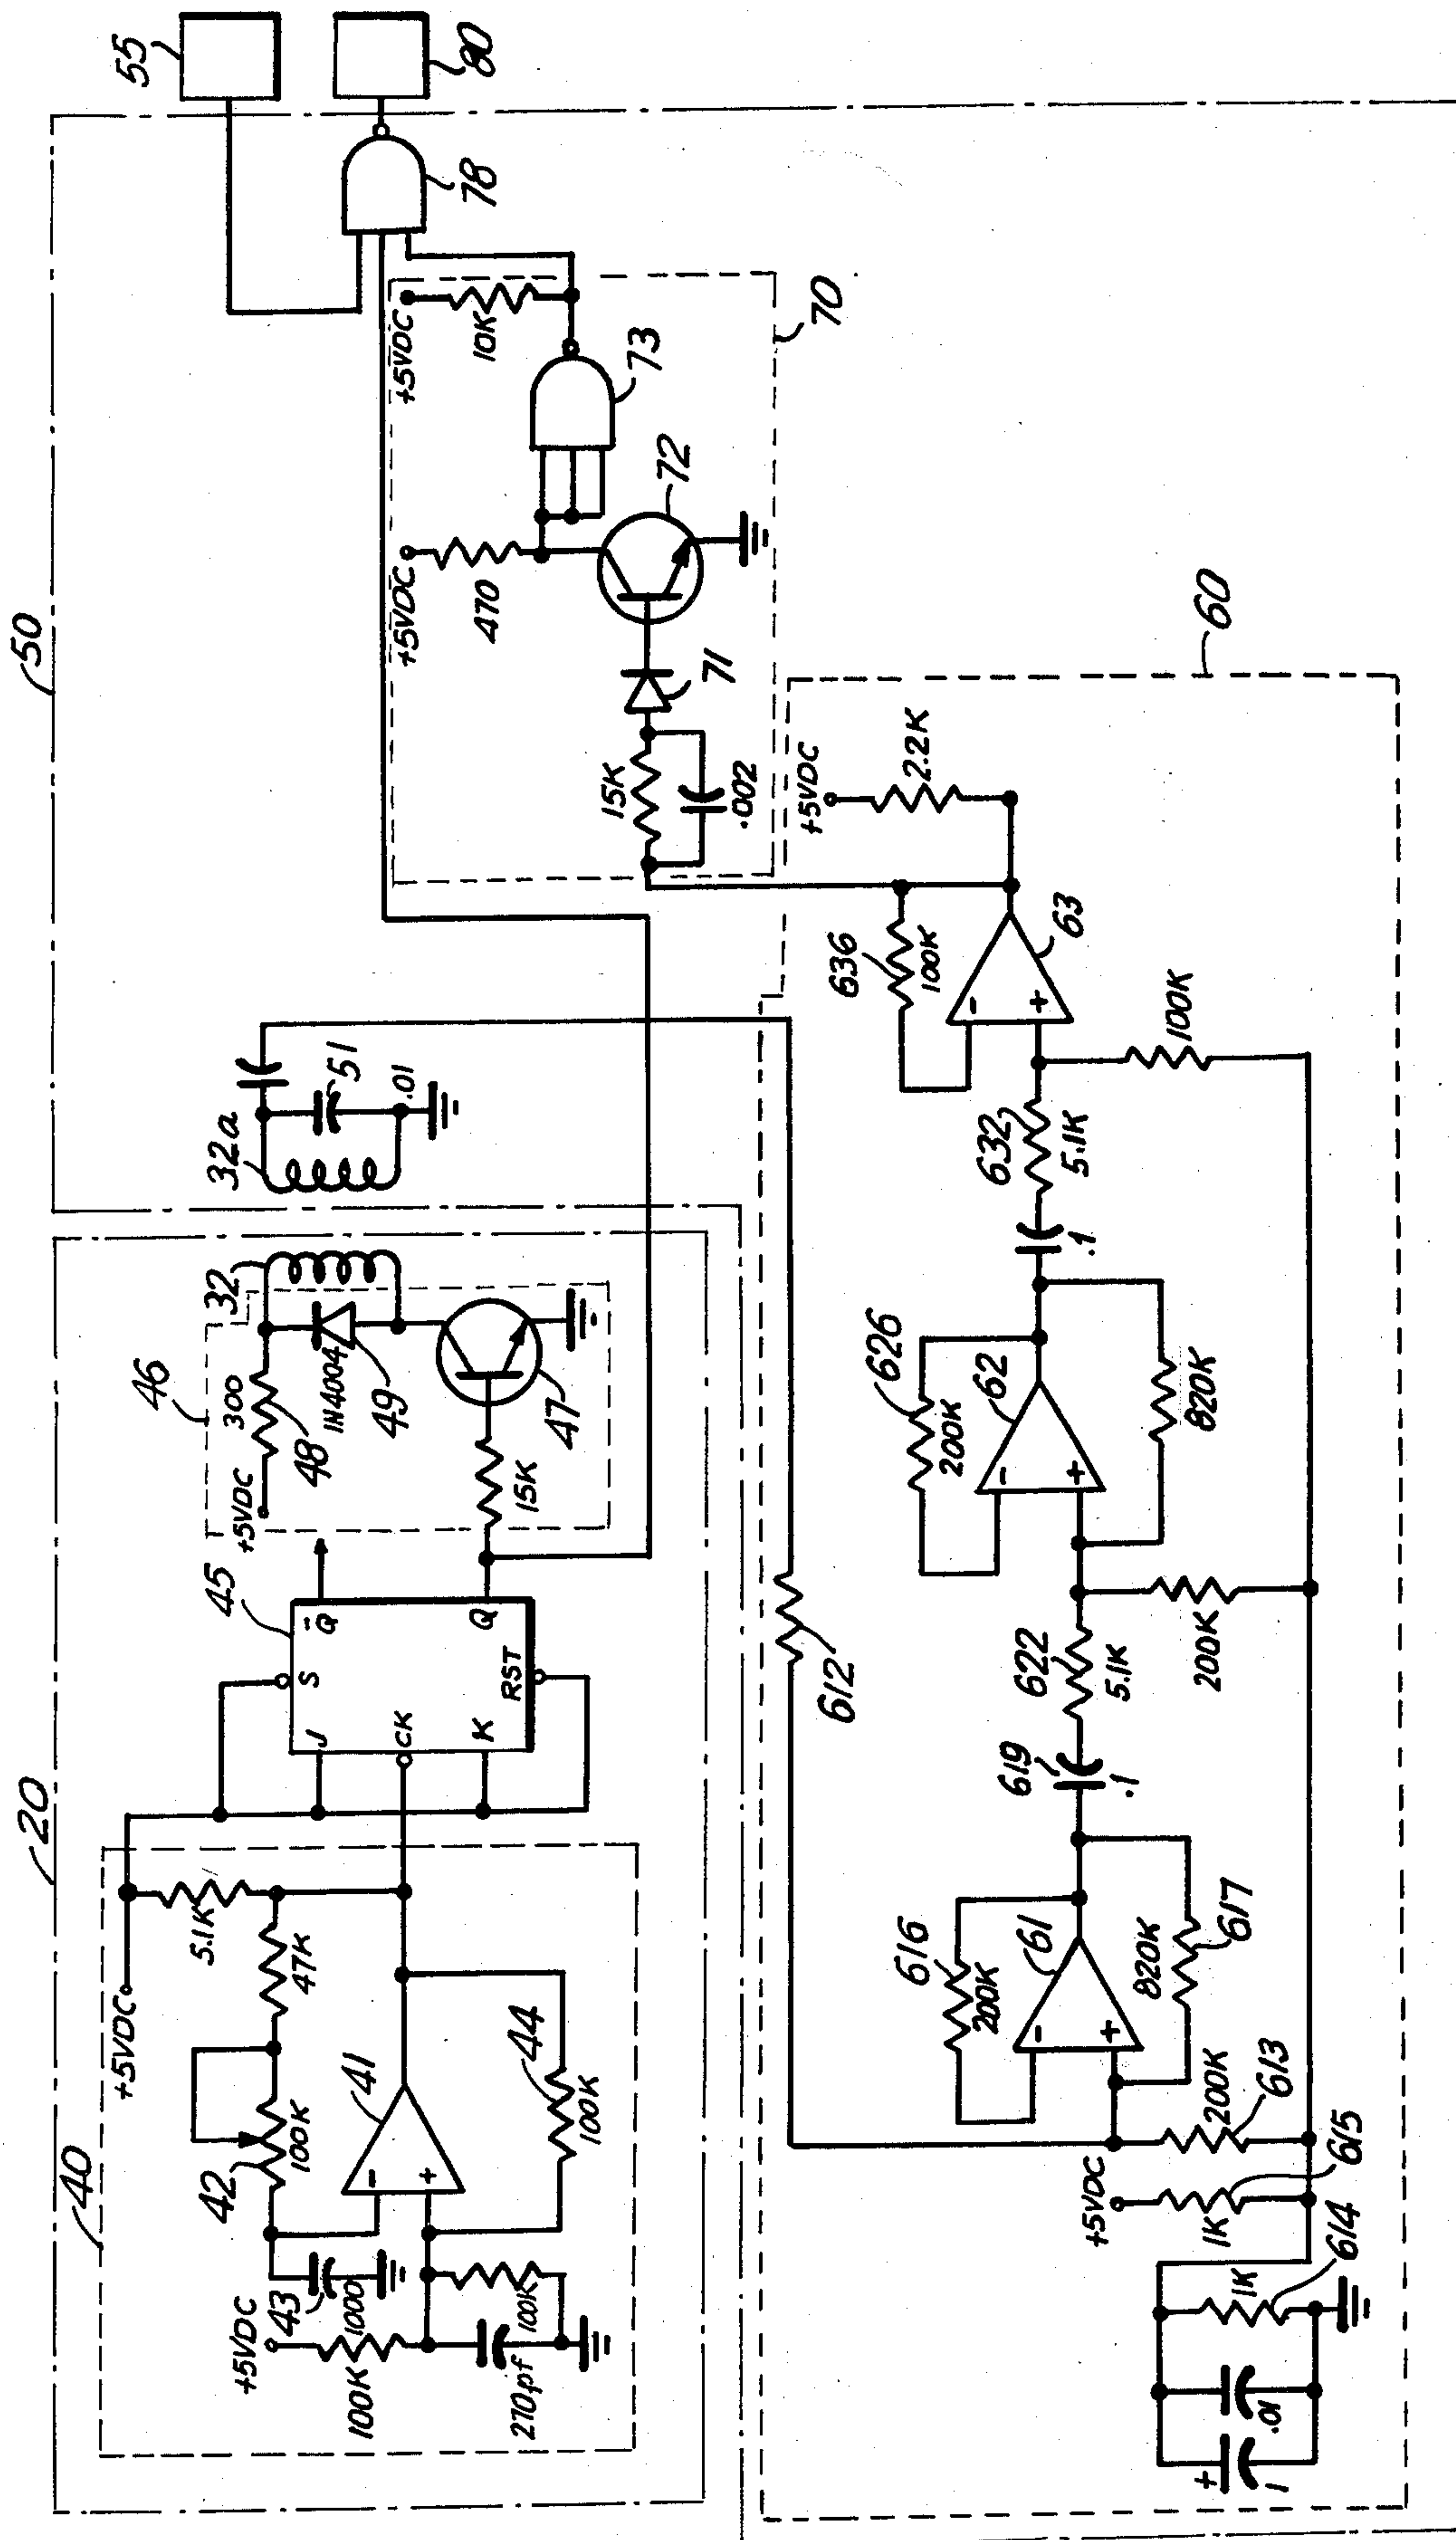 50
55
80
78
20
40
46
45
+5VDC
5.1K
47K
42
100K
41
44
100K
43
1000
+5VDC
100K
100K
270pf
S
J
CK
K
RST
Q̄
Q
+5VDC
300
48
1N4004
49
32
47
15K
32a
51
.01
+5VDC
10K
+5VDC
470
73
72
71
15K
.002
70
60
612
616
200K
61
-
+
820K
617
619
.1
622
5.1K
200K
626
200K
62
-
+
820K
.1
632
5.1K
636
100K
63
-
+
100K
+5VDC
2.2K
200K
613
+5VDC
1K
615
1K
614
.01
+
1
-
+